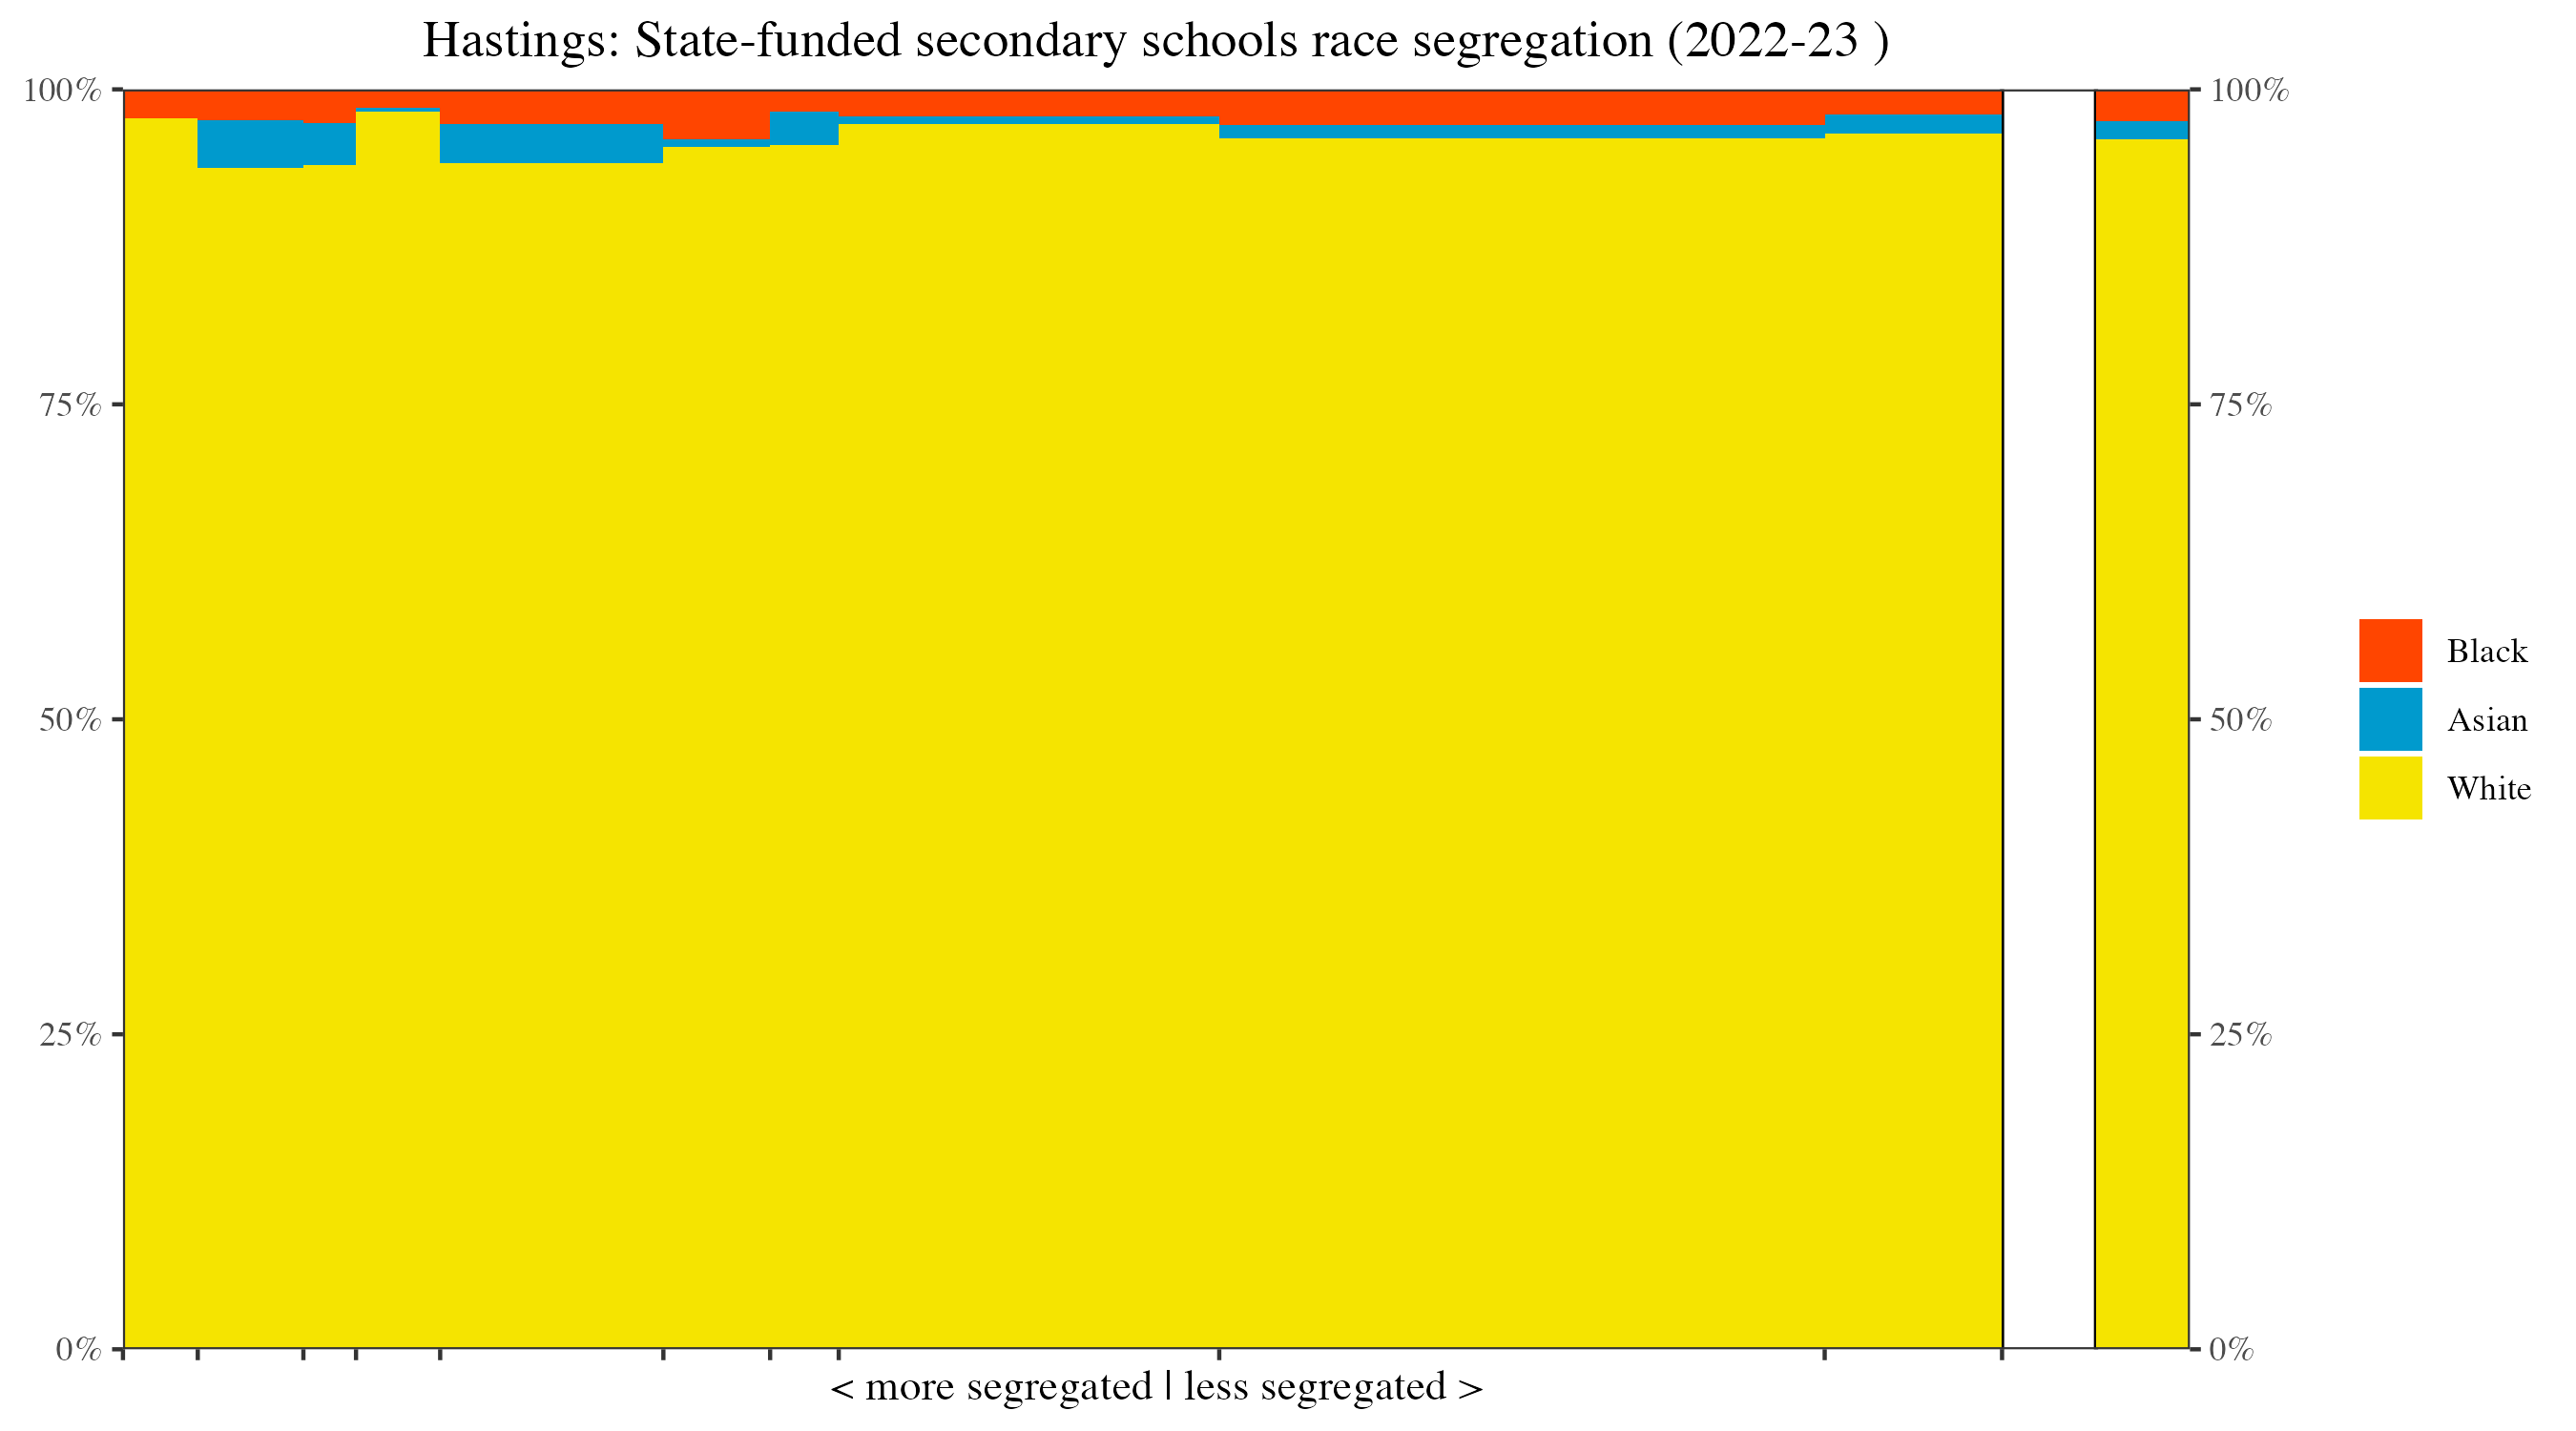 Hastings: State-funded secondary schools race segregation (2022-23 )
100%
75%
50%
25%
0%
100%
75%
50%
25%
0%
Black
Asian
White
< more segregated | less segregated >